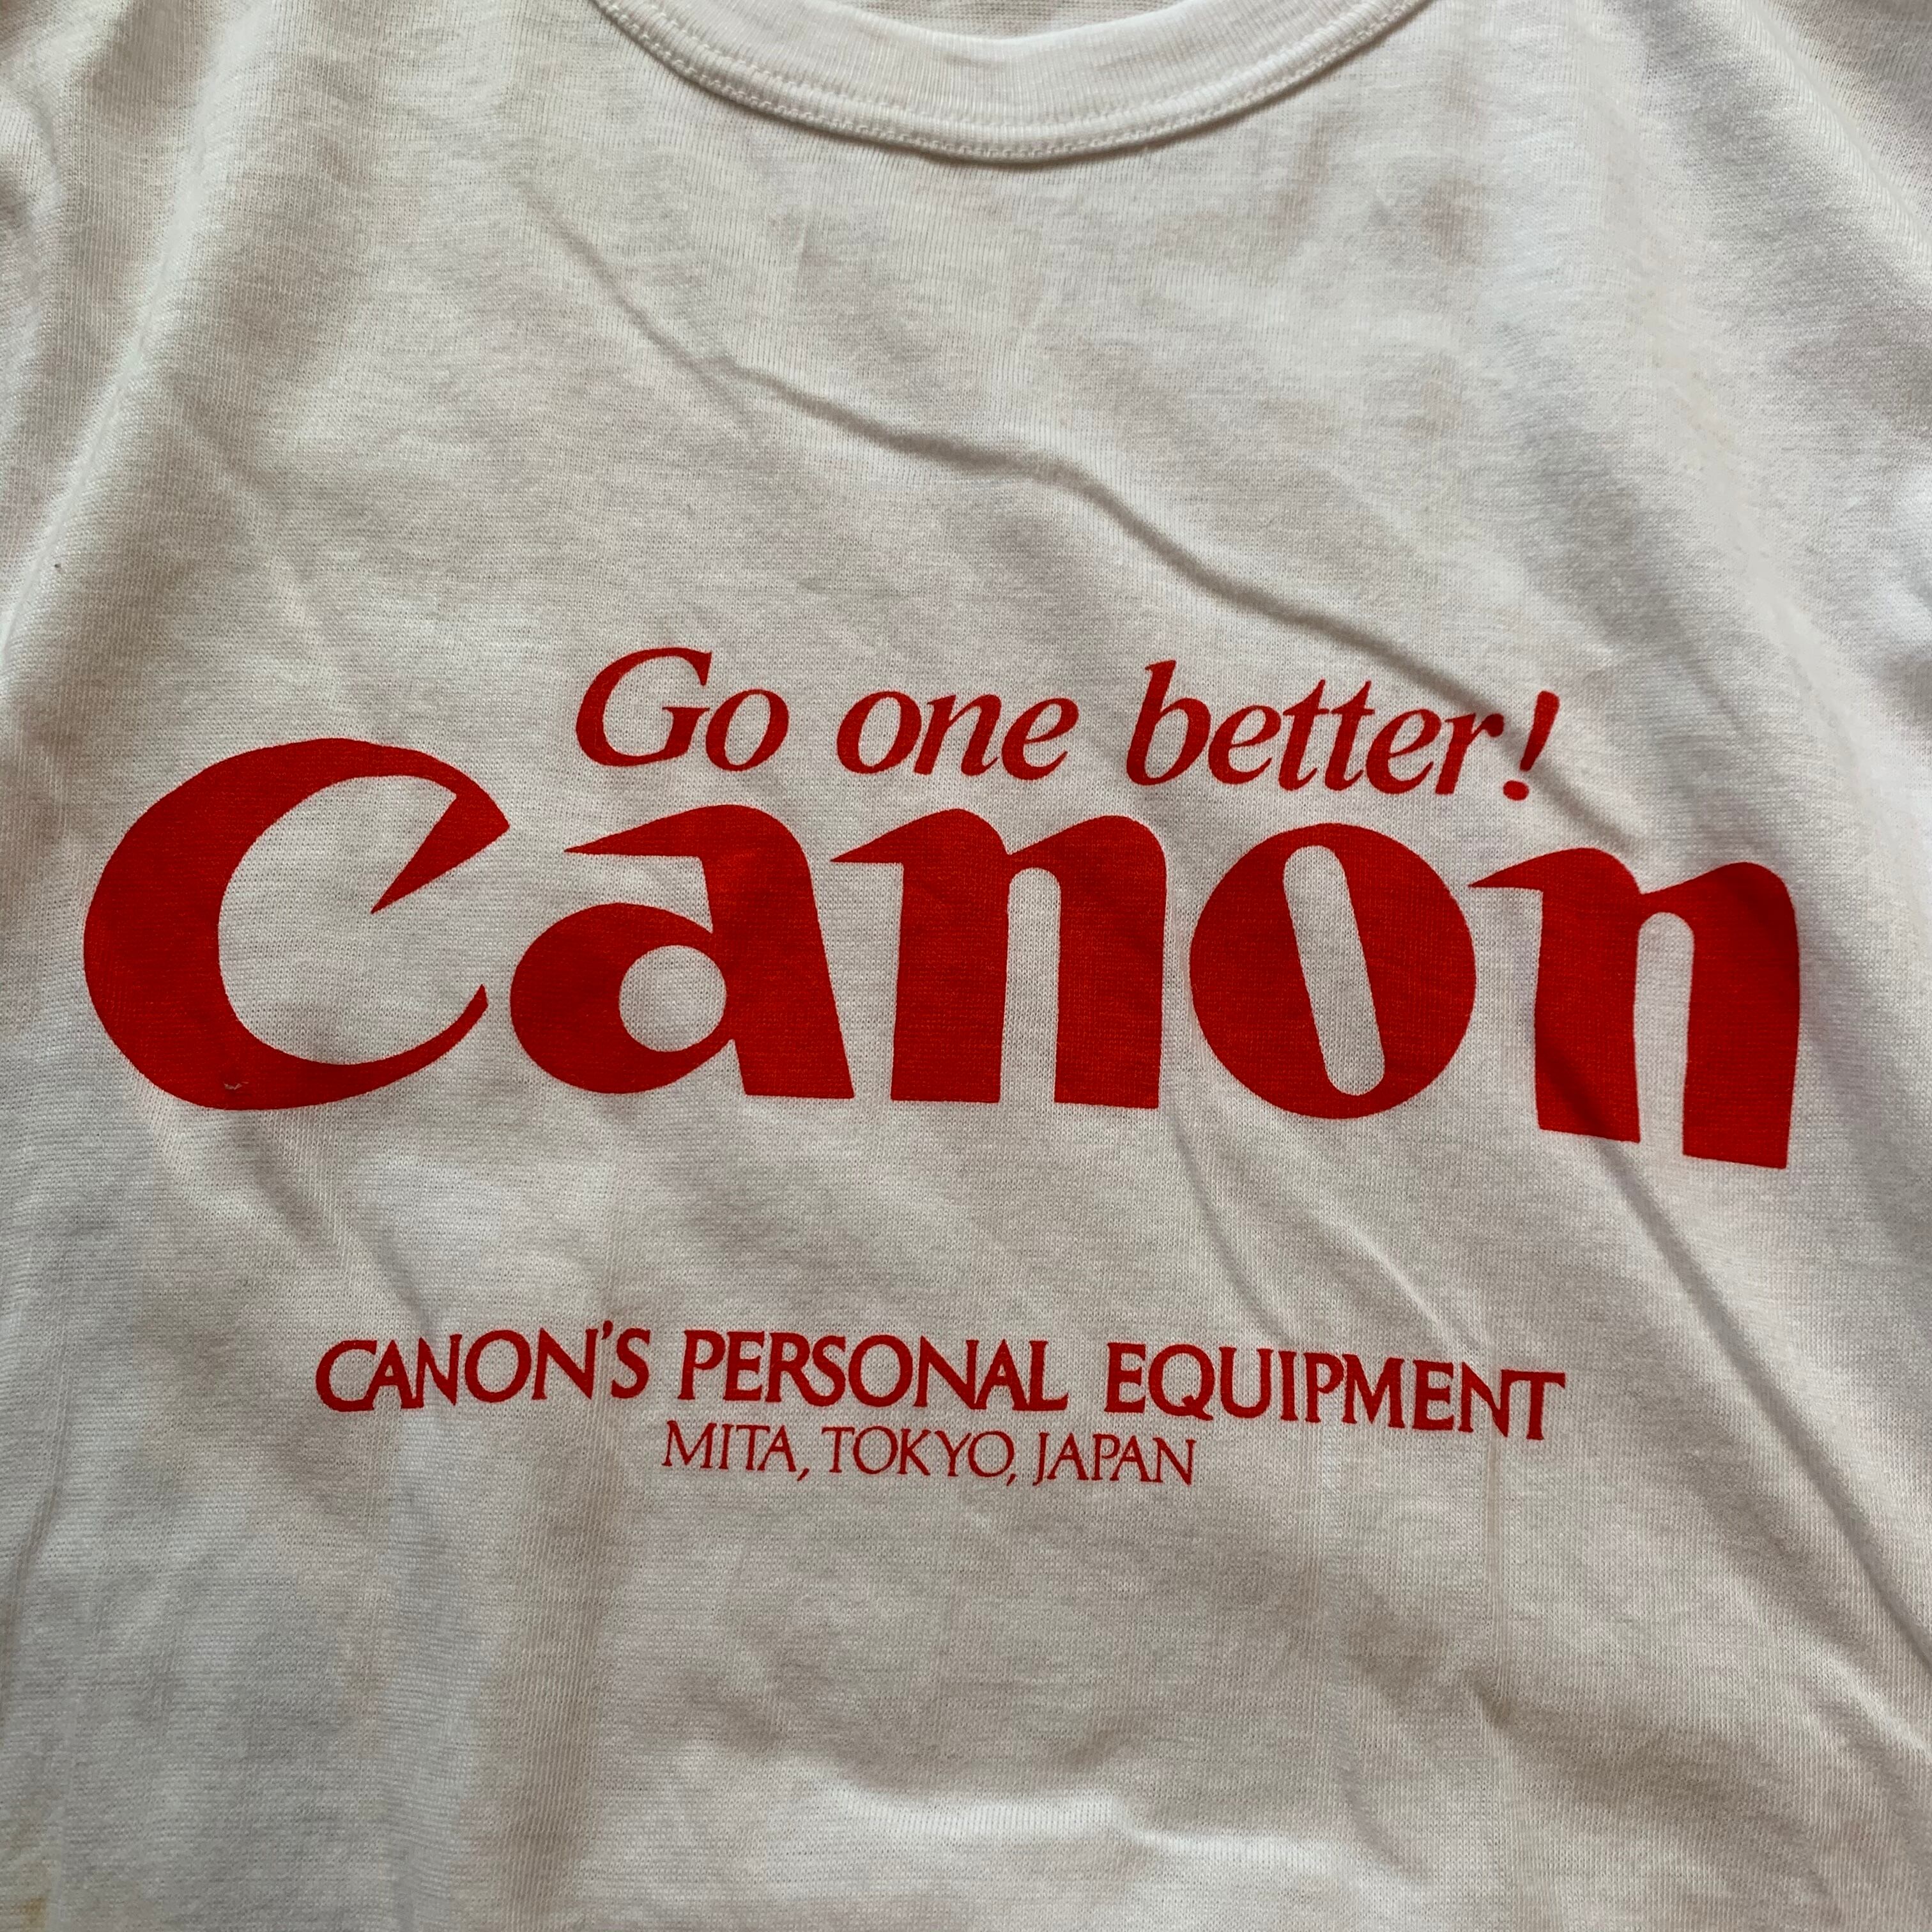 Go one better!
Canon
CANON'S PERSONAL EQUIPMENT
MITA, TOKYO, JAPAN